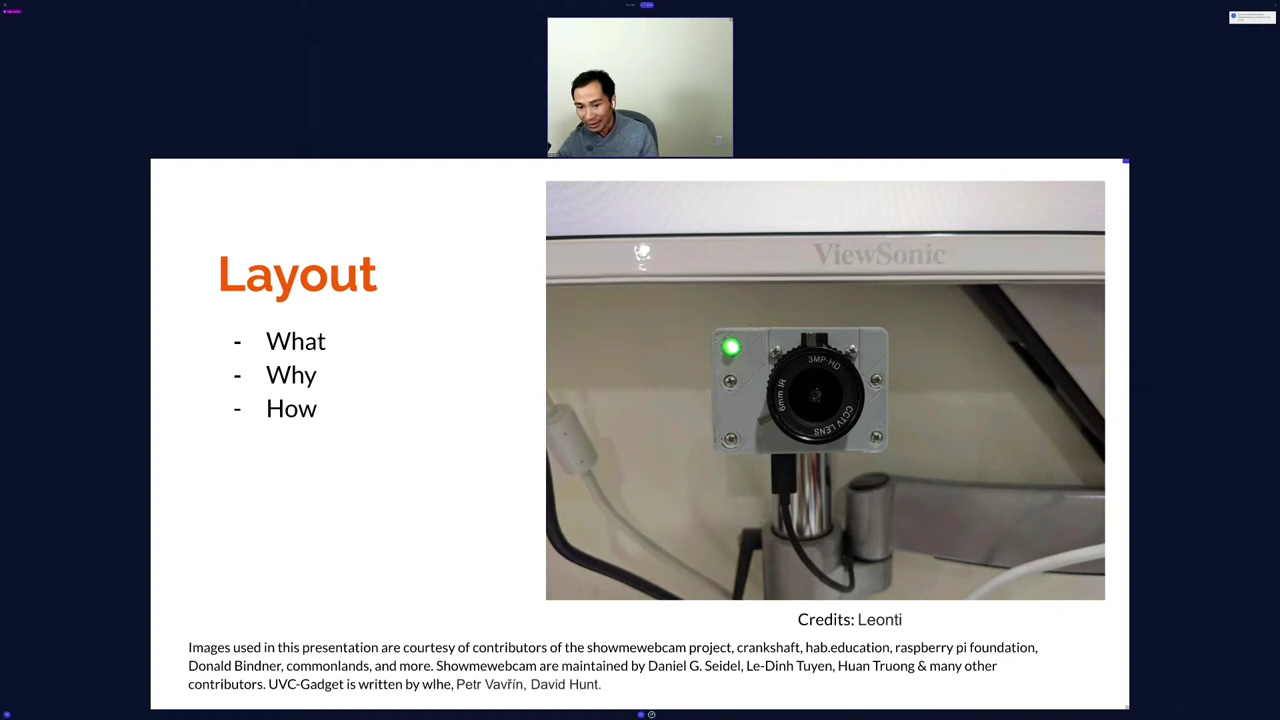 Layout
- What
- Why
- How
ViewSonic
3MP-HD
6mm IR
CCTV LENS
Credits: Leonti
Images used in this presentation are courtesy of contributors of the showmewebcam project, crankshaft, hab.education, raspberry pi foundation,
Donald Bindner, commonlands, and more. Showmewebcam are maintained by Daniel G. Seidel, Le-Dinh Tuyen, Huan Truong & many other
contributors. UVC-Gadget is written by wlhe, Petr Vavřín, David Hunt.